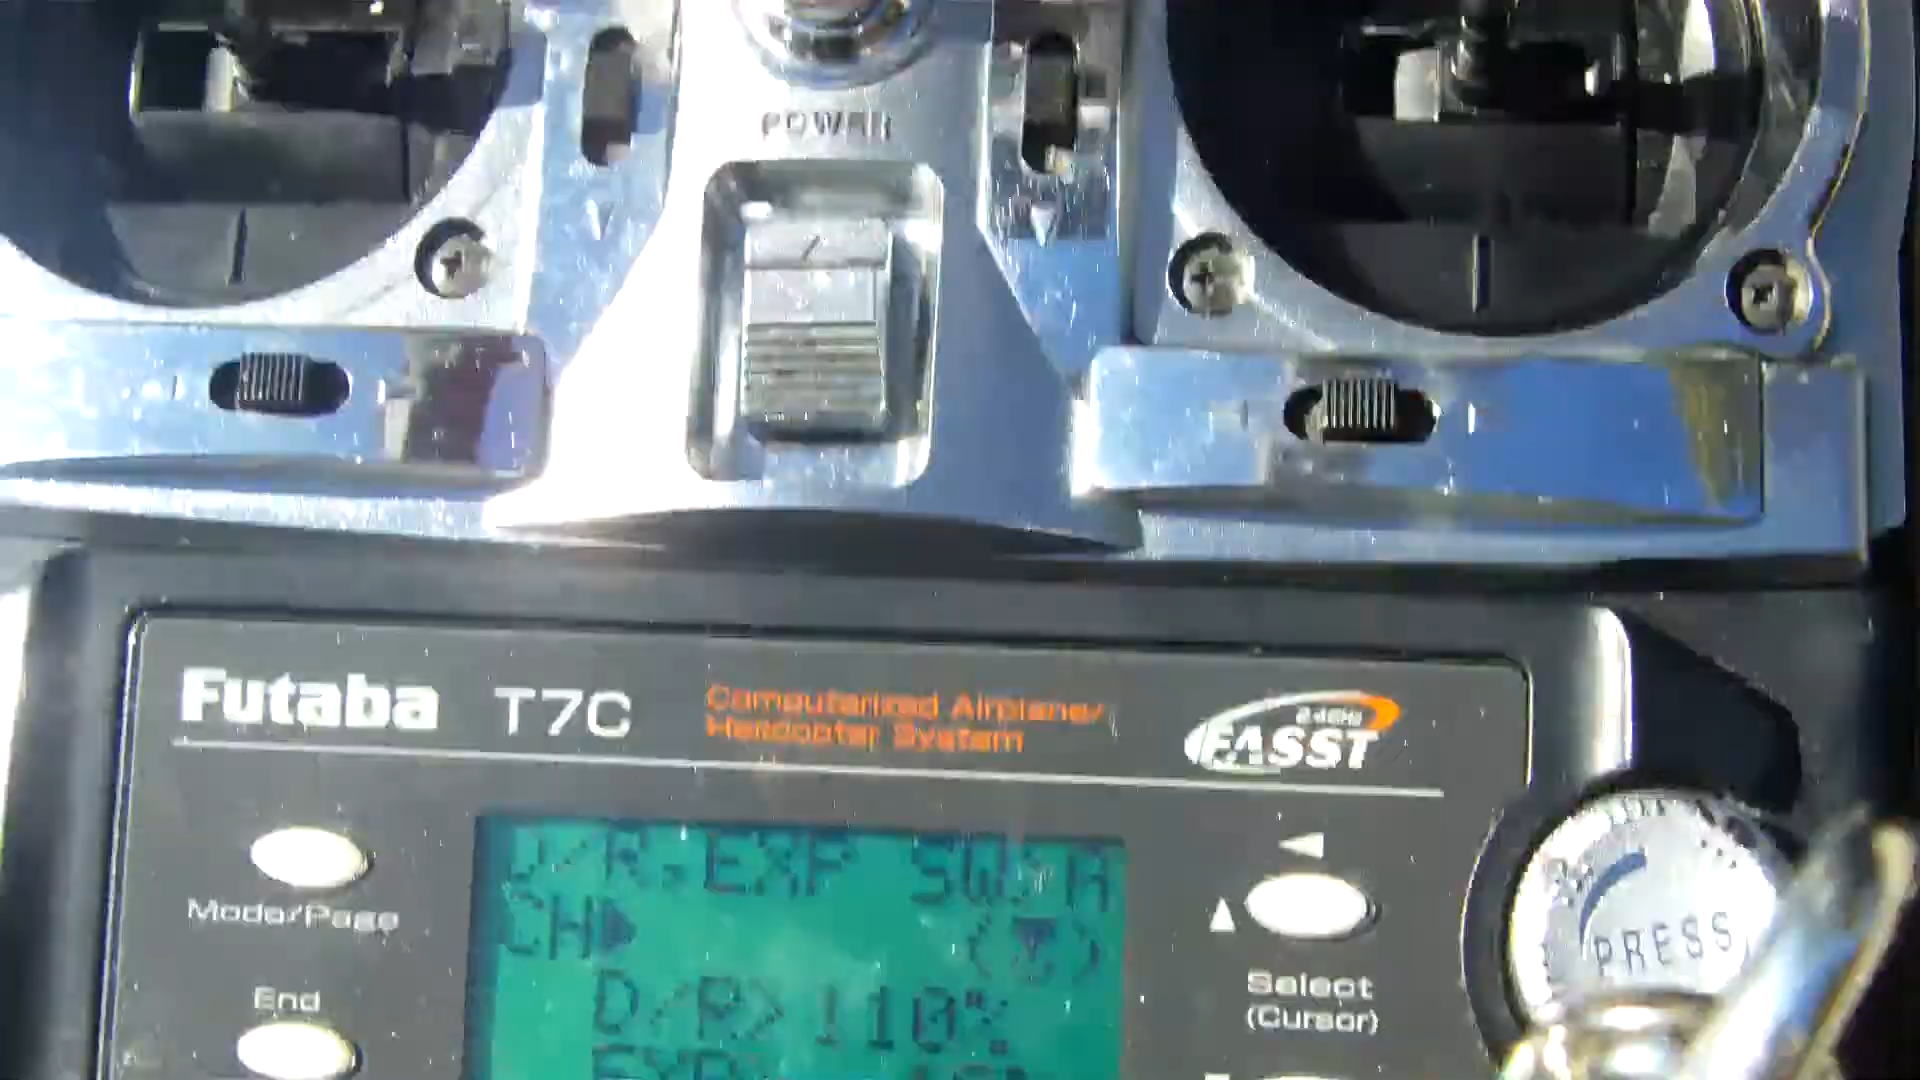 POWER
Futaba T7C Computerized Airplane/
Helicopter System
2.4GHz
FASST
D/R,EXP SW:A
Mode/Page
CH▶
PRESS
D/R> 110%
Select
(Cursor)
End
EXP>